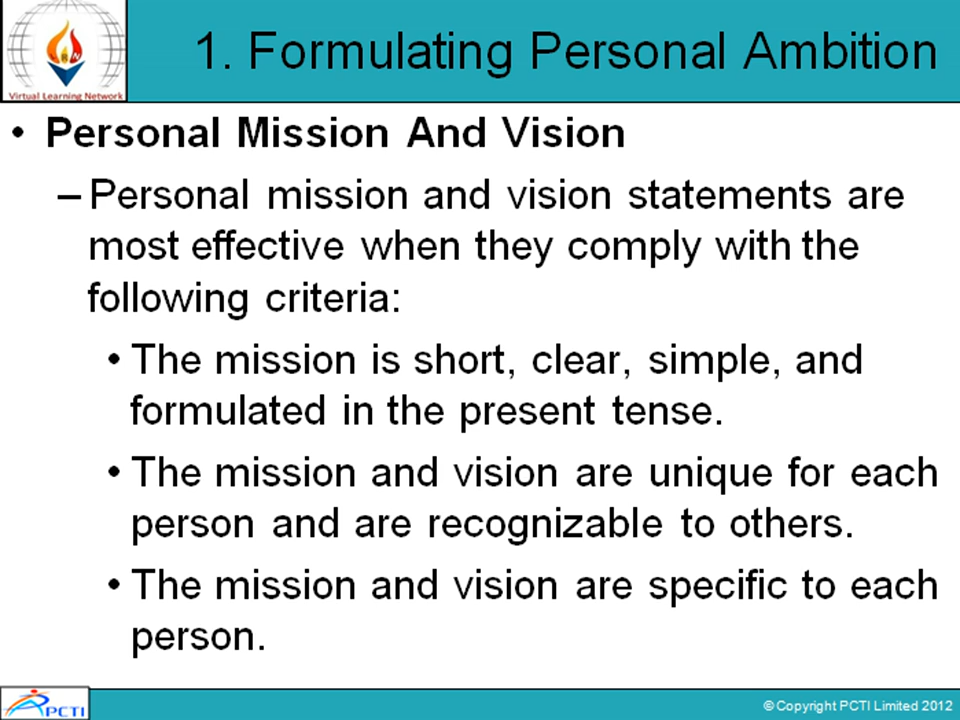 1. Formulating Personal Ambition
Virtual Learning Network
• Personal Mission And Vision
– Personal mission and vision statements are
most effective when they comply with the
following criteria:
• The mission is short, clear, simple, and
formulated in the present tense.
• The mission and vision are unique for each
person and are recognizable to others.
• The mission and vision are specific to each
person.
PCTI
© Copyright PCTI Limited 2012